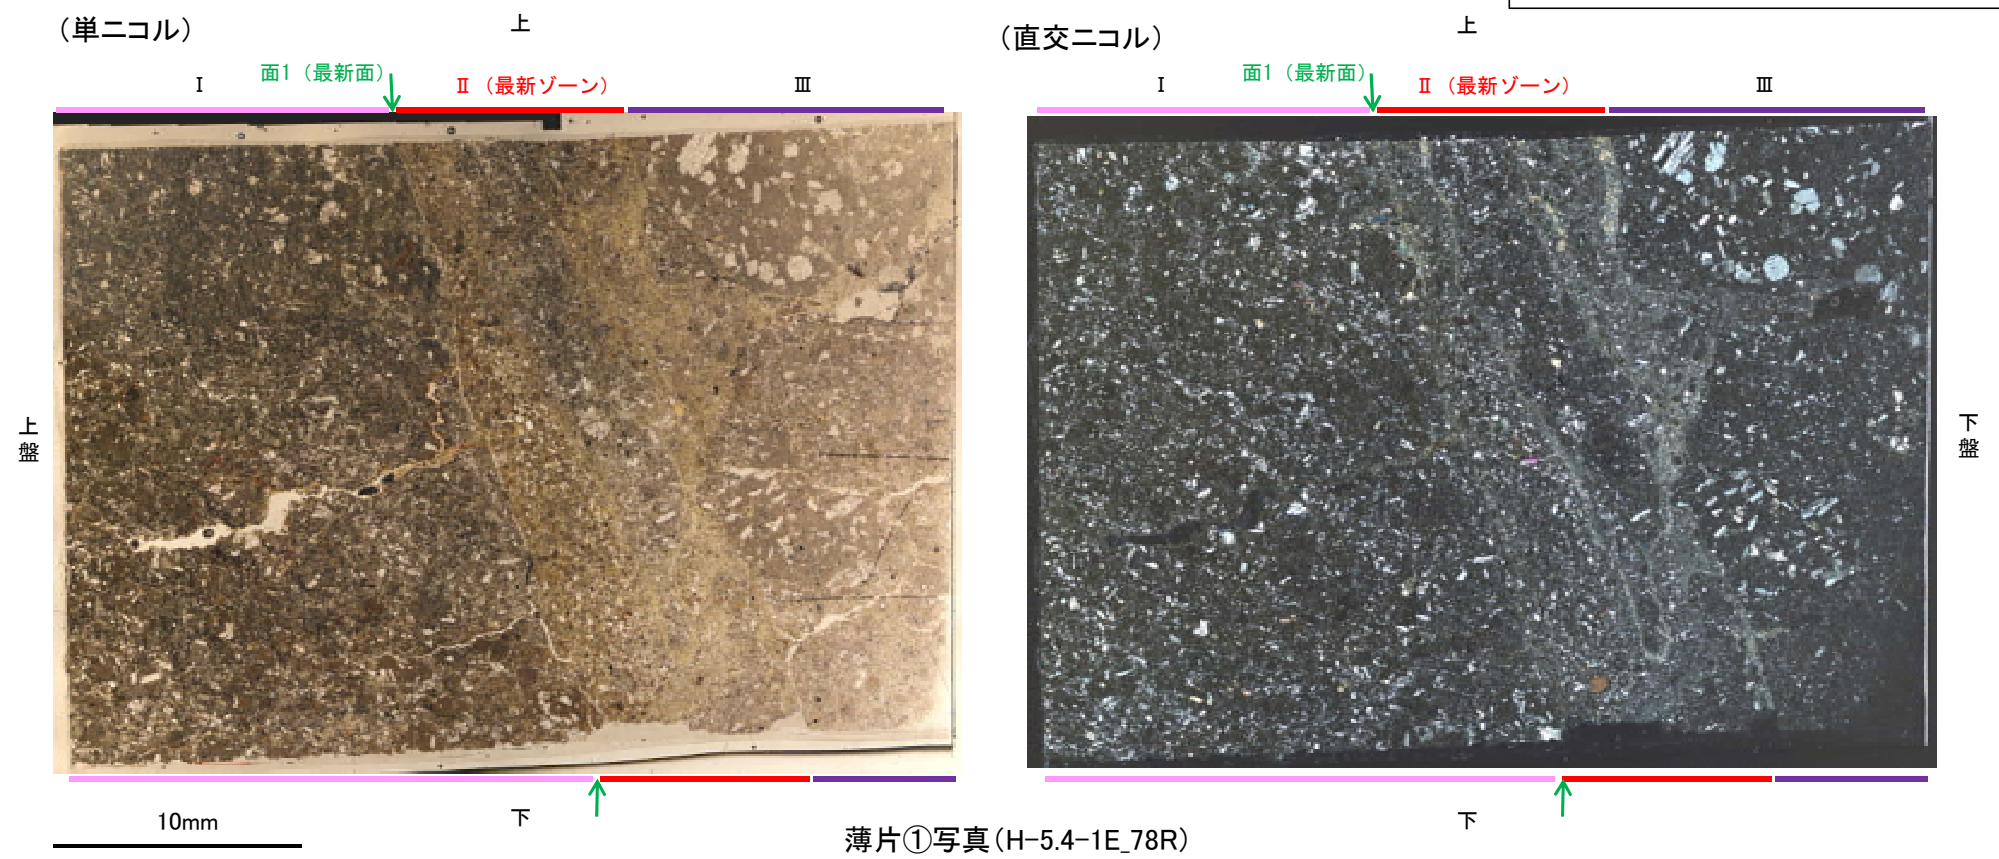 (単ニコル)
上
Ⅰ
面1(最新面)
Ⅱ(最新ゾーン)
Ⅲ
上盤
下
10mm
(直交ニコル)
上
Ⅰ
面1(最新面)
Ⅱ(最新ゾーン)
Ⅲ
下盤
下
薄片①写真(H-5.4-1E_78R)